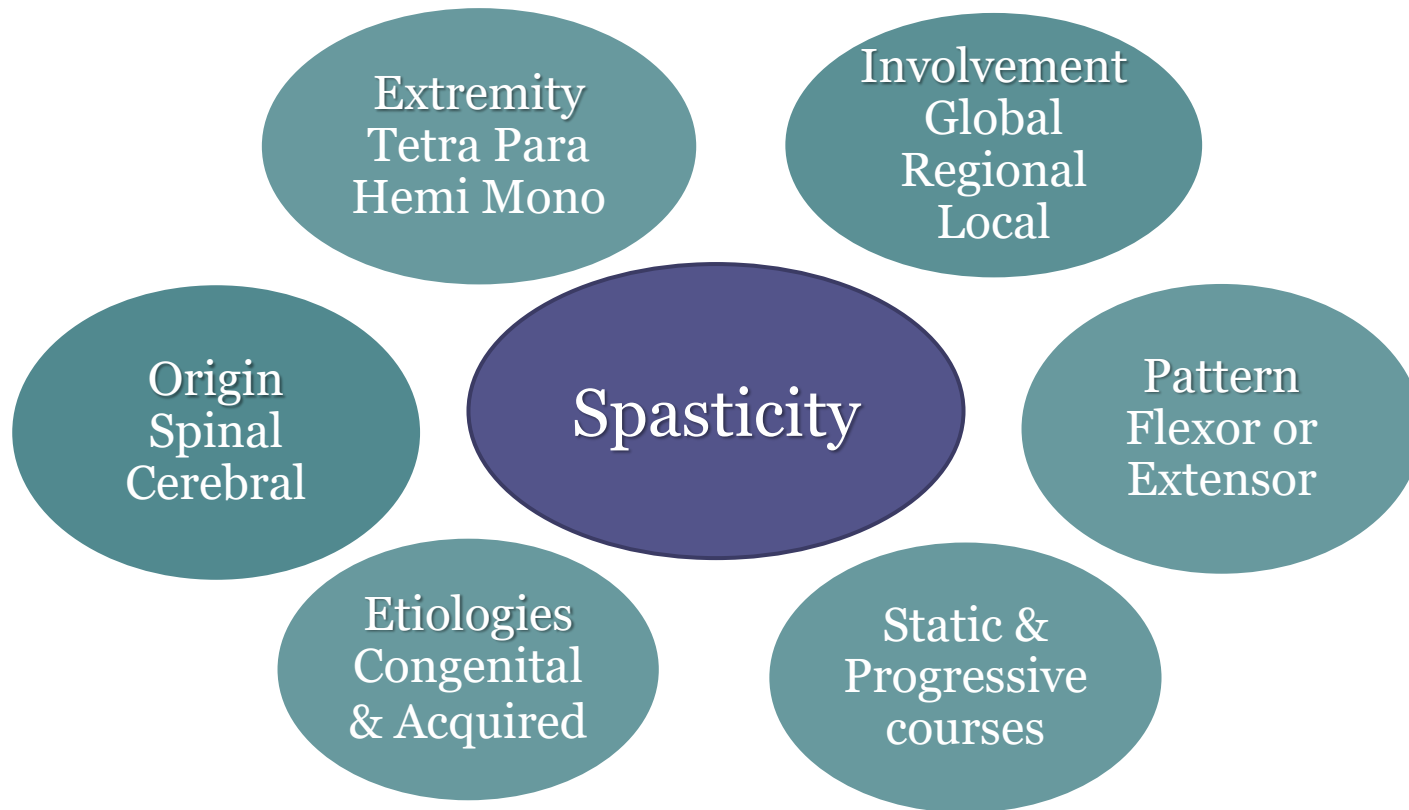 Extremity
Tetra Para
Hemi Mono
Involvement
Global
Regional
Local
Origin
Spinal
Cerebral
Spasticity
Pattern
Flexor or
Extensor
Etiologies
Congenital
& Acquired
Static &
Progressive
courses